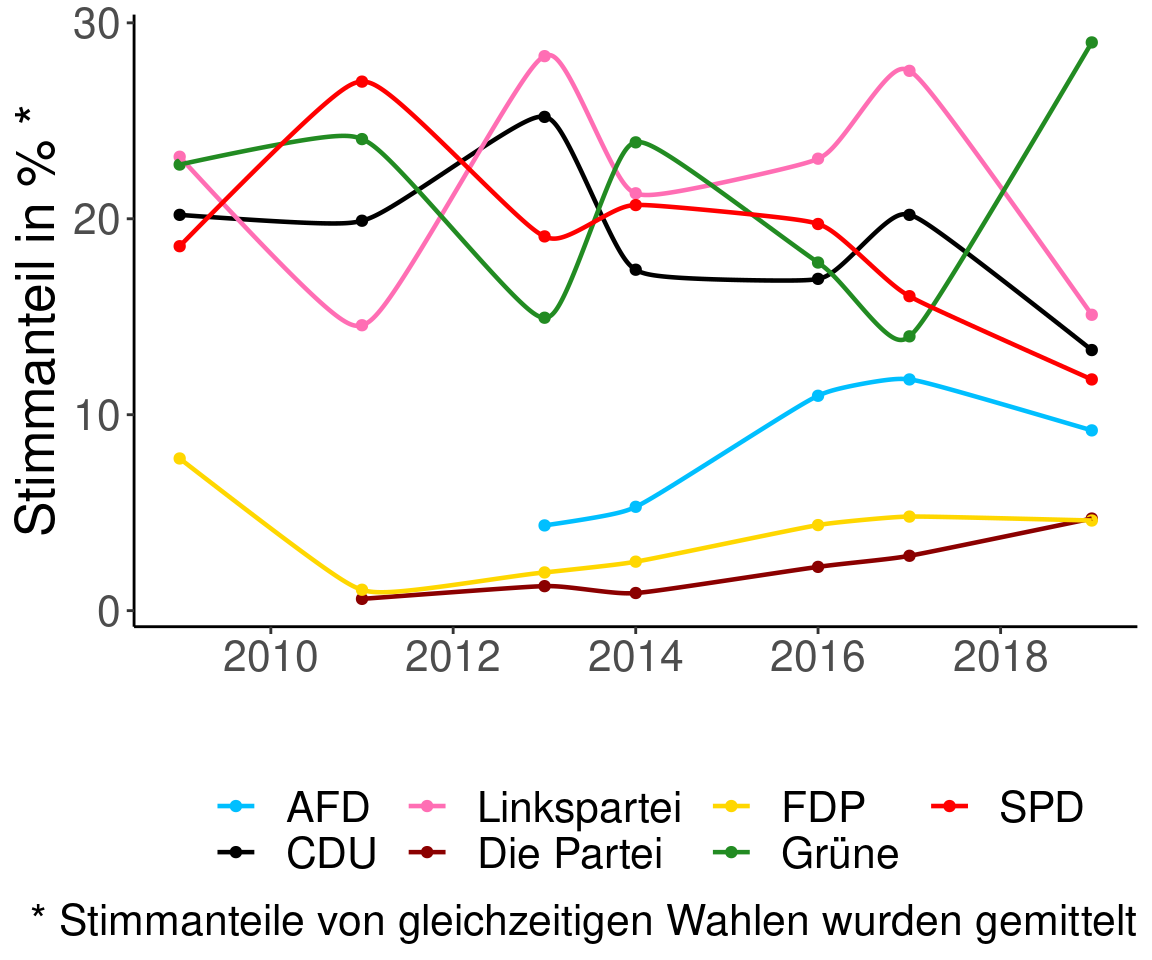 Stimmanteil in % *
30
20
10
0
2010 2012 2014 2016 2018
AFD Linkspartei FDP SPD
CDU Die Partei Grüne
* Stimmanteile von gleichzeitigen Wahlen wurden gemittelt